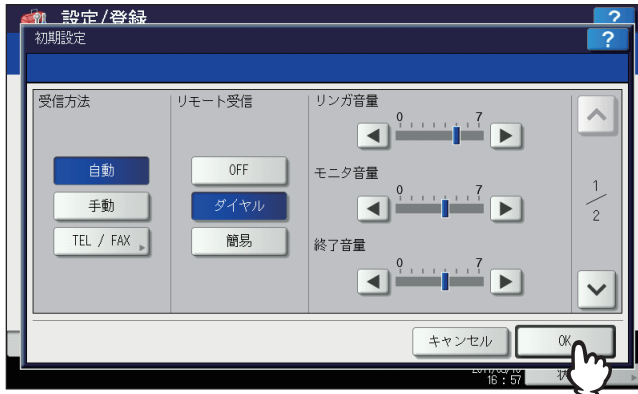 設定/登録
?
初期設定
?
受信方法
リモート受信
リンガ音量
0 7
自動
OFF
モニタ音量
手動
ダイヤル
0 7
1/2
TEL / FAX
簡易
終了音量
0 7
キャンセル
OK
16:57